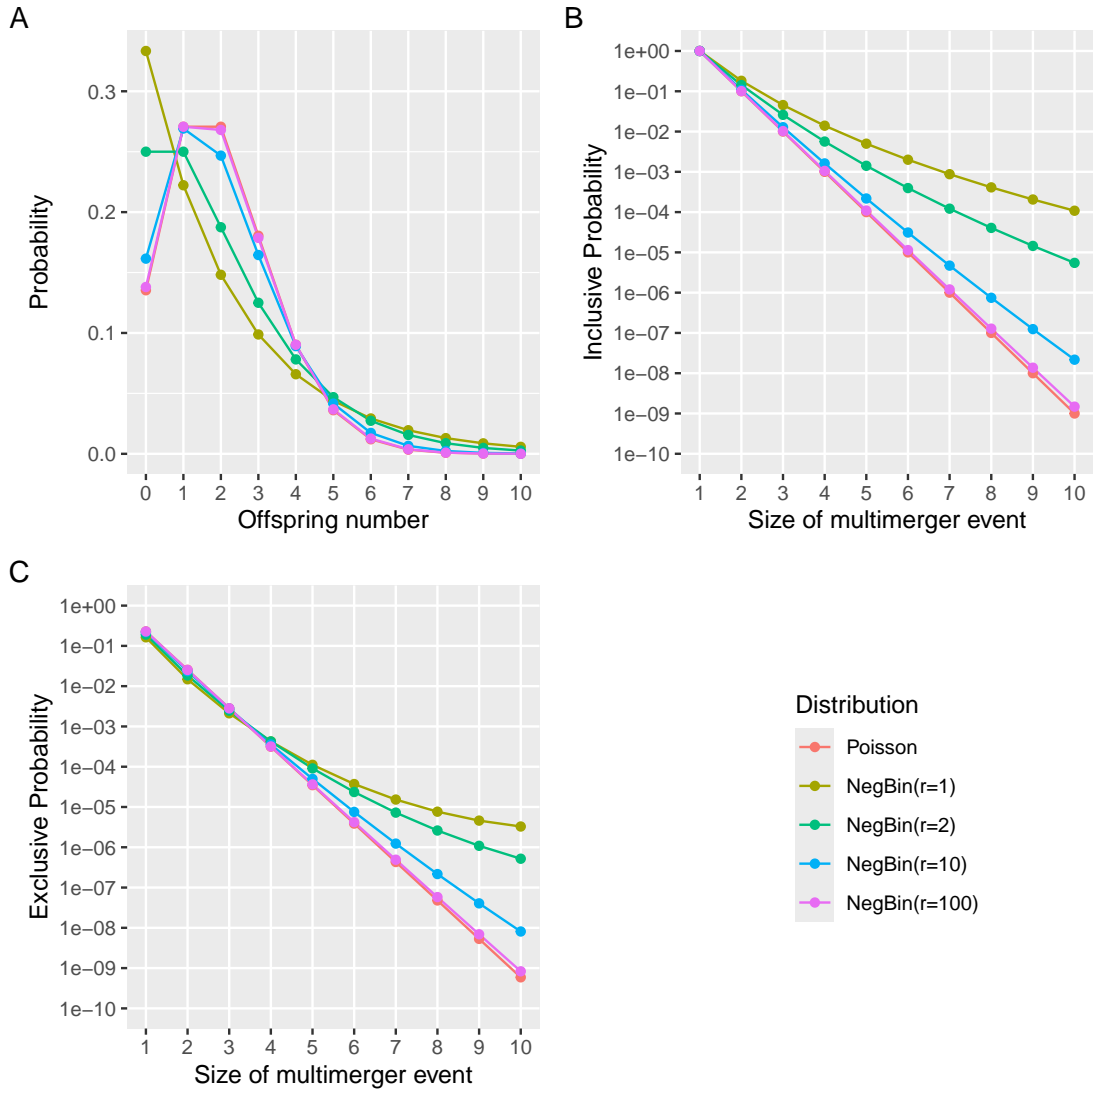 A
Probability
0.3
0.2
0.1
0.0
0 1 2 3 4 5 6 7 8 9 10
Offspring number
B
Inclusive Probability
1e+00
1e−01
1e−02
1e−03
1e−04
1e−05
1e−06
1e−07
1e−08
1e−09
1e−10
1 2 3 4 5 6 7 8 9 10
Size of multimerger event
C
Exclusive Probability
1e+00
1e−01
1e−02
1e−03
1e−04
1e−05
1e−06
1e−07
1e−08
1e−09
1e−10
1 2 3 4 5 6 7 8 9 10
Size of multimerger event
Distribution
Poisson
NegBin(r=1)
NegBin(r=2)
NegBin(r=10)
NegBin(r=100)